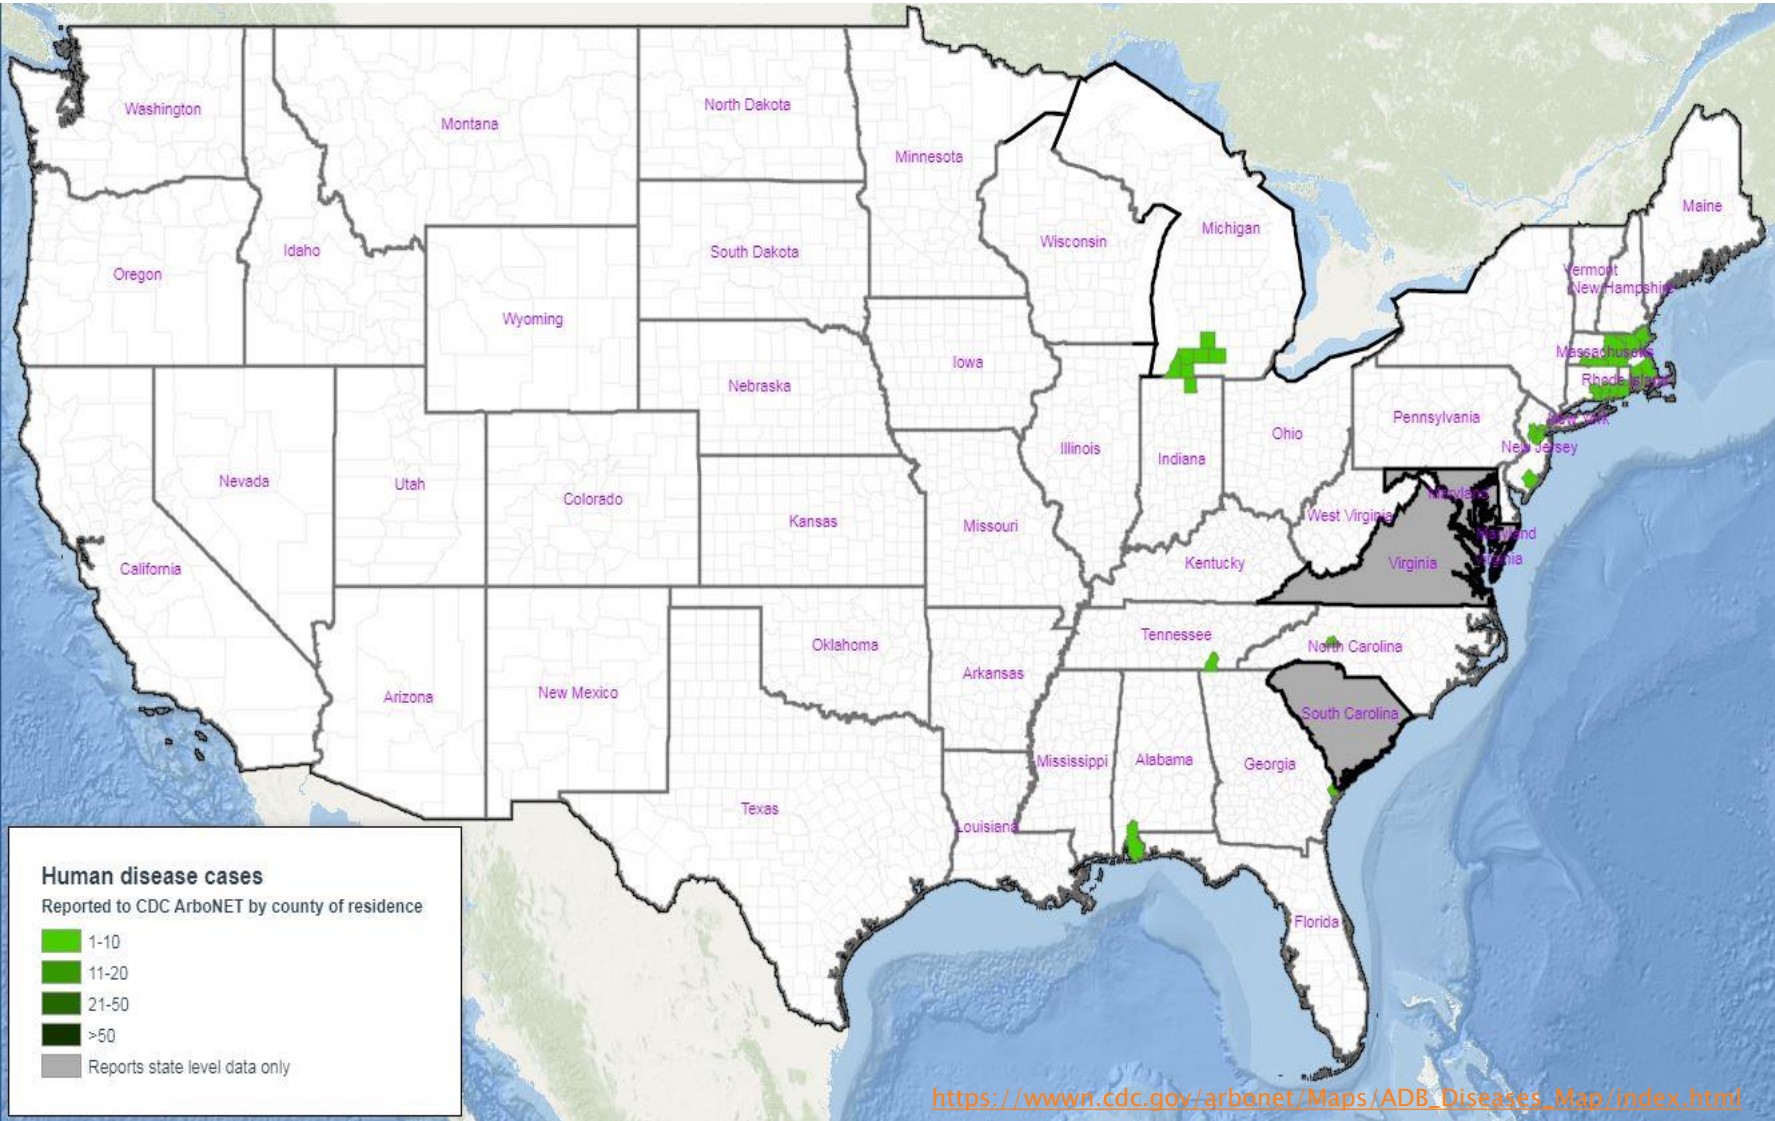 Washington
Montana
North Dakota
Minnesota
Michigan
Maine
Oregon
Idaho
South Dakota
Wisconsin
Vermont
New Hampshire
Wyoming
Iowa
Massachusetts
Nebraska
Rhode Island
Pennsylvania
New York
Ohio
New Jersey
Illinois
Indiana
Nevada
Utah
Colorado
Kansas
Missouri
West Virginia
Maryland
Maryland
California
Kentucky
Virginia
Virginia
Oklahoma
Tennessee
North Carolina
Arizona
New Mexico
Arkansas
South Carolina
Mississippi
Alabama
Georgia
Texas
Louisiana
Florida
Human disease cases
Reported to CDC ArboNET by county of residence
1-10
11-20
21-50
>50
Reports state level data only
https://wwwn.cdc.gov/arbonet/Maps/ADB_Diseases_Map/index.html